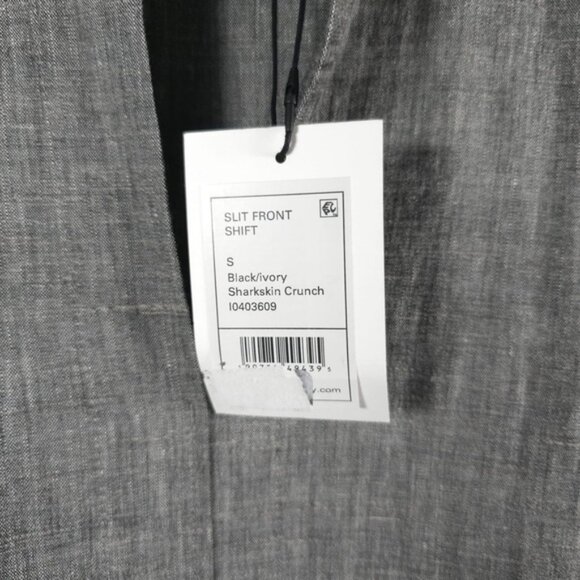 SLIT FRONT
SHIFT
S
Black/ivory
Sharkskin Crunch
I0403609
.com